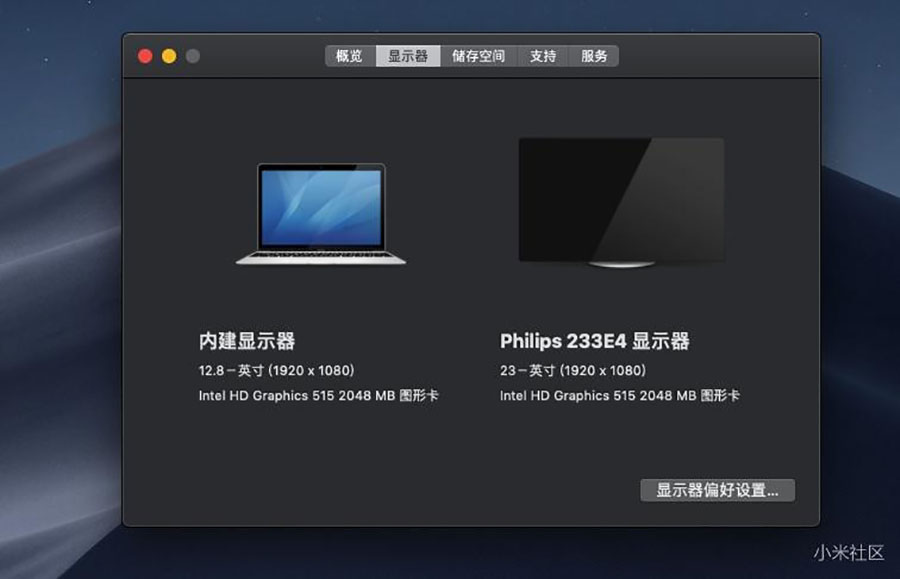 概览 显示器 储存空间 支持 服务
内建显示器
12.8－英寸 (1920 x 1080)
Intel HD Graphics 515 2048 MB 图形卡
Philips 233E4 显示器
23－英寸 (1920 x 1080)
Intel HD Graphics 515 2048 MB 图形卡
显示器偏好设置...
小米社区